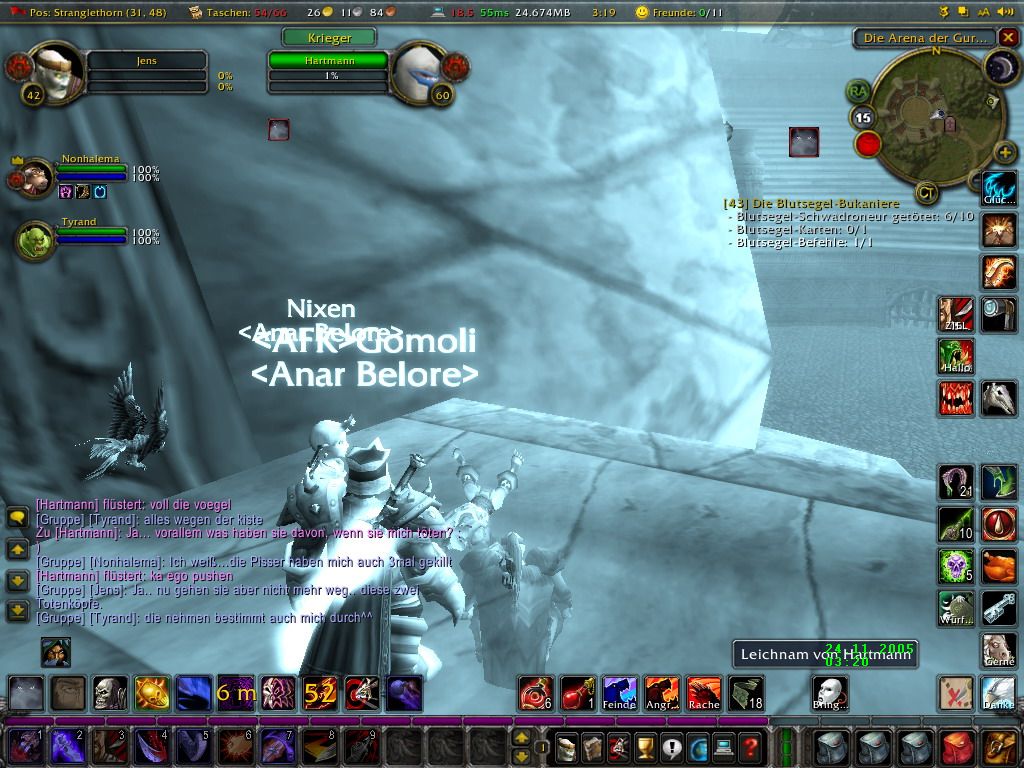 Pos: Stranglethorn (31, 48)
Taschen: 54/66
26 11 84
18.5 55ms 24.674MB
3:19
Freunde: 0/11
Krieger
Die Arena der Gur...
N
Jens
0%
0%
42
Hartmann
1%
60
RA
15
CT
Nonhalema
100%
100%
Tyrand
100%
100%
[43] Die Blutsegel-Bukaniere
- Blutsegel-Schwadroneur getötet: 6/10
- Blutsegel-Karten: 0/1
- Blutsegel-Befehle: 1/1
Glüc...
ZIEL
Hallo
Nixen
<Anar Belore>
<AFK>Gomoli
<Anar Belore>
21
10
5
Würf...
Gerne
[Hartmann] flüstert: voll die voegel
[Gruppe] [Tyrand]: alles wegen der kiste
Zu [Hartmann]: Ja... vorallem was haben sie davon, wenn sie mich töten? :
)
[Gruppe] [Nonhalema]: Ich weiß...die Pisser haben mich auch 3mal gekillt
[Hartmann] flüstert: ka ego pushen
[Gruppe] [Jens]: Ja.. nu gehen sie aber nicht mehr weg.. diese zwei
Totenköpfe.
[Gruppe] [Tyrand]: die nehmen bestimmt auch mich durch^^
Leichnam von Hartmann
24.11.2005
03:20
6 m
52
6
1
Feinde
Angr...
Rache
18
Bring...
Danke
1 2 3 4 5 6 7 8 9
1